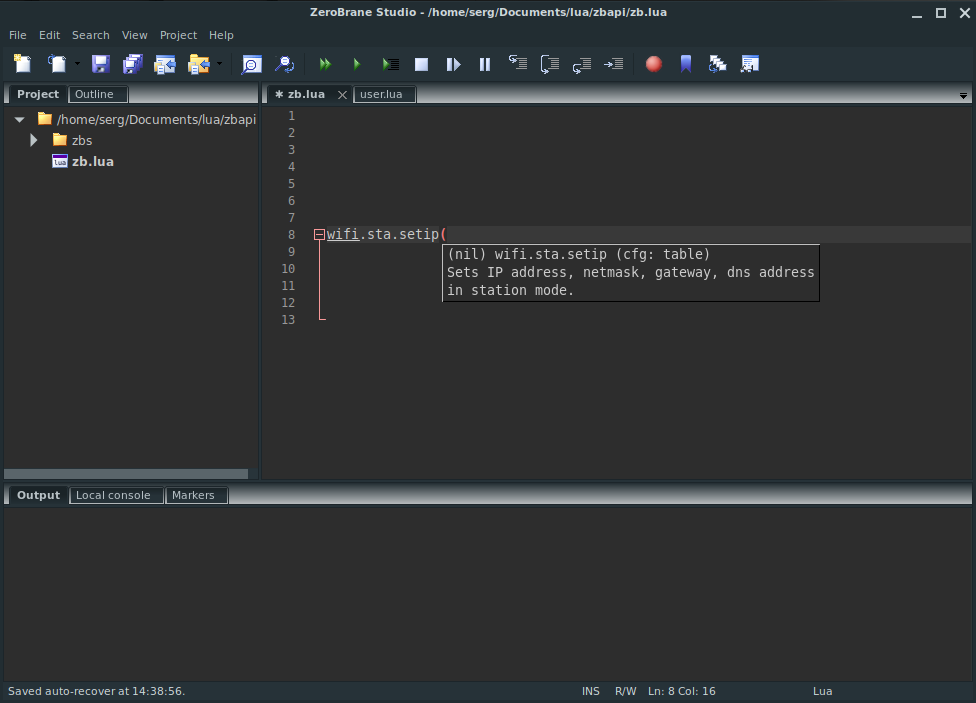 ZeroBrane Studio - /home/serg/Documents/lua/zbapi/zb.lua
File Edit Search View Project Help
Project Outline
✱ zb.lua user.lua
/home/serg/Documents/lua/zbapi
zbs
lua zb.lua
1
2
3
4
5
6
7
8 wifi.sta.setip(
(nil) wifi.sta.setip (cfg: table)
Sets IP address, netmask, gateway, dns address
in station mode.
9
10
11
12
13
Output Local console Markers
Saved auto-recover at 14:38:56. INS R/W Ln: 8 Col: 16 Lua